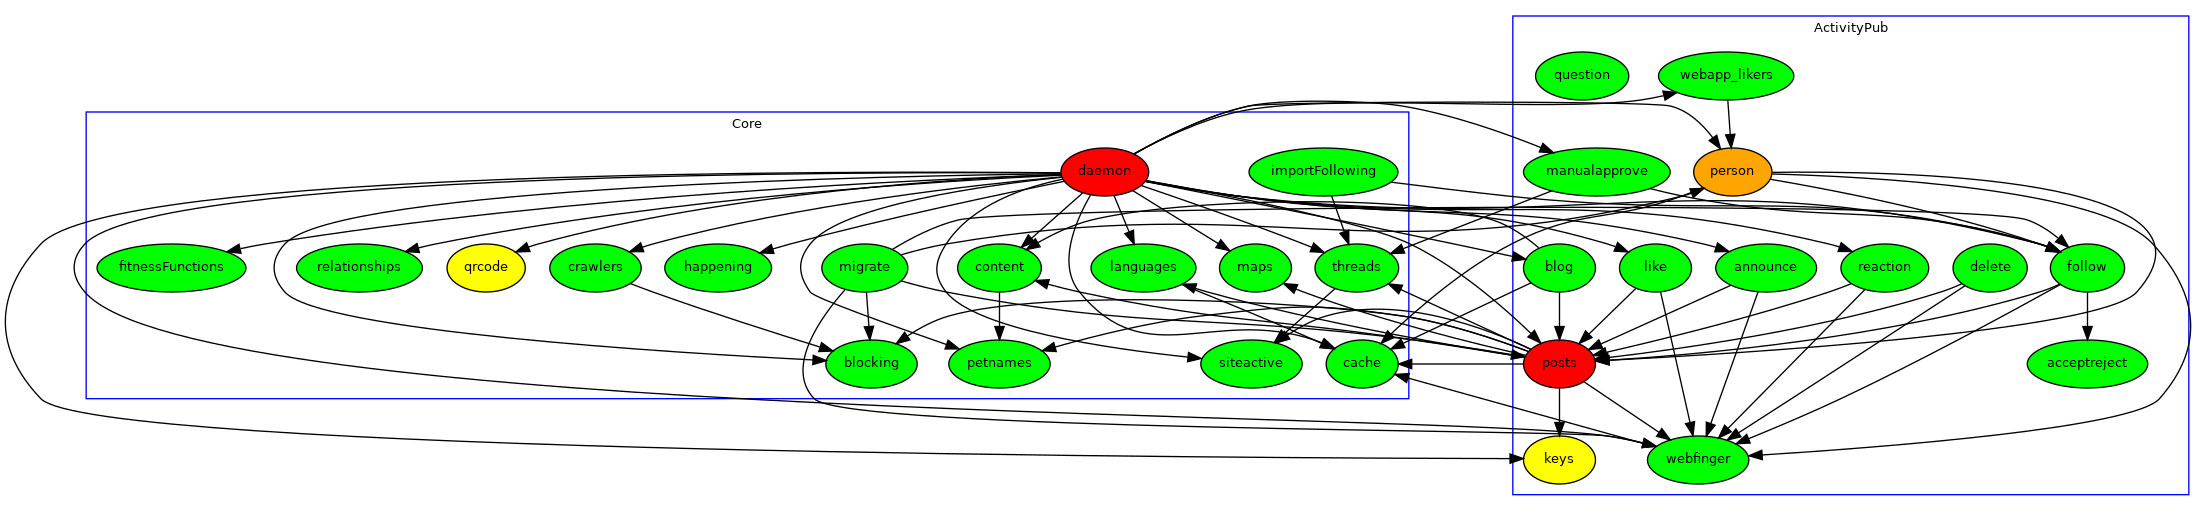 ActivityPub
question
webapp_likers
Core
daemon
importFollowing
manualapprove
person
fitnessFunctions
relationships
qrcode
crawlers
happening
migrate
content
languages
maps
threads
blog
like
announce
reaction
delete
follow
blocking
petnames
siteactive
cache
posts
acceptreject
keys
webfinger